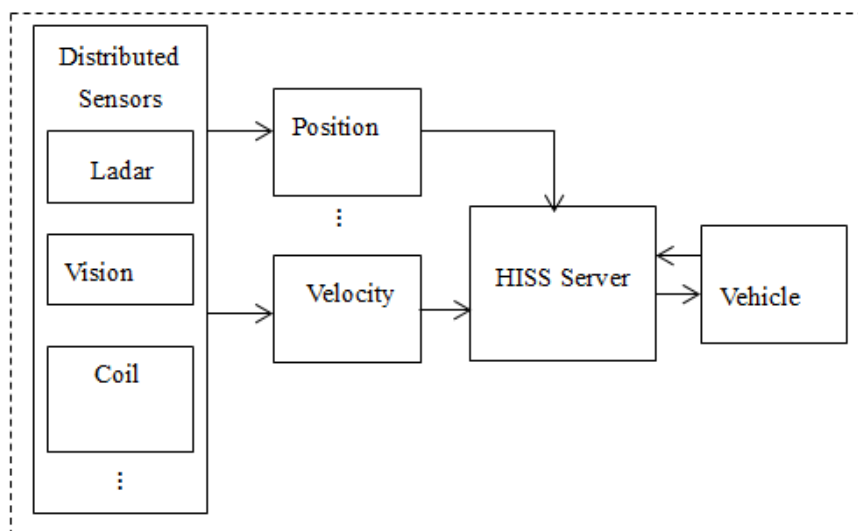 Distributed
Sensors
Ladar
Vision
Coil
⋮
Position
⋮
Velocity
HISS Server
Vehicle